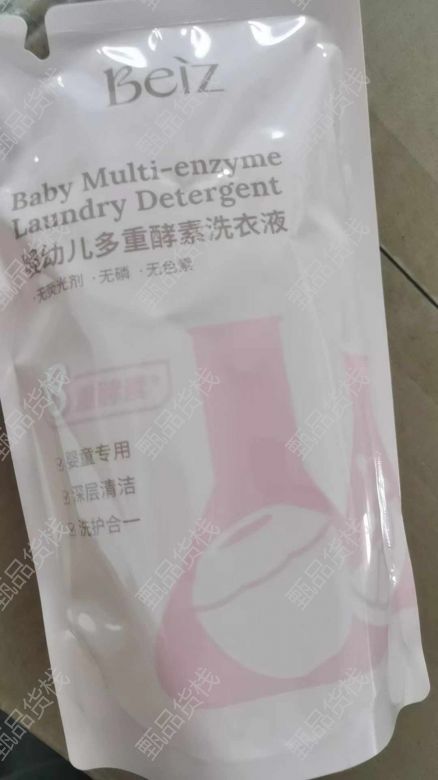 Beiz
Baby Multi-enzyme
Laundry Detergent
婴幼儿多重酵素洗衣液
·无荧光剂 ·无磷 ·无色素
婴童专用
深层清洁
洗护合一
甄品货栈